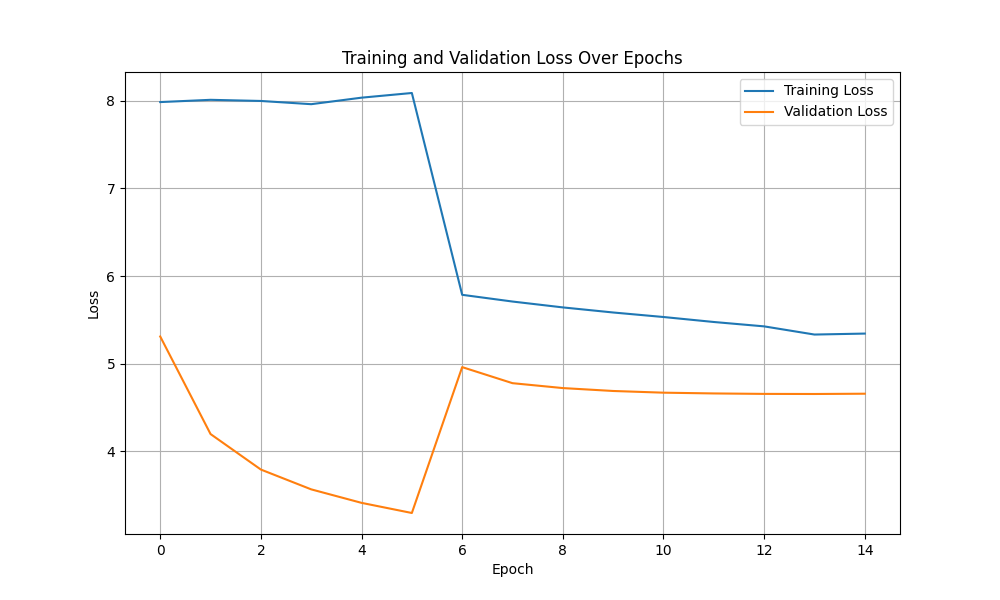 Training and Validation Loss Over Epochs
Training Loss
Validation Loss
8
7
6
5
4
Loss
0 2 4 6 8 10 12 14
Epoch